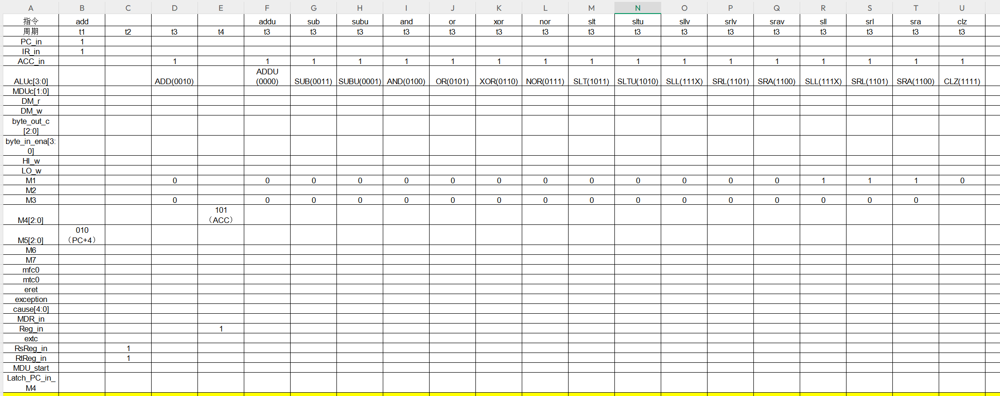 A B C D E F G H I J K L M N O P Q R S T U
指令 add addu sub subu and or xor nor slt sltu sllv srlv srav sll srl sra clz
周期 t1 t2 t3 t4 t3 t3 t3 t3 t3 t3 t3 t3 t3 t3 t3 t3 t3 t3 t3 t3
PC_in 1
IR_in 1
ACC_in 1 1 1 1 1 1 1 1 1 1 1 1 1 1 1 1 1
ADDU
ALUc[3:0] ADD(0010) (0000) SUB(0011) SUBU(0001) AND(0100) OR(0101) XOR(0110) NOR(0111) SLT(1011) SLTU(1010) SLL(111X) SRL(1101) SRA(1100) SLL(111X) SRL(1101) SRA(1100) CLZ(1111)
MDUc[1:0]
DM_r
DM_w
byte_out_c
[2:0]
byte_in_ena[3:
0]
HI_w
LO_w
M1 0 0 0 0 0 0 0 0 0 0 0 0 0 1 1 1 0
M2
M3 0 0 0 0 0 0 0 0 0 0 0 0 0 0 0 0
101
M4[2:0] （ACC）
010
M5[2:0] （PC+4）
M6
M7
mfc0
mtc0
eret
exception
cause[4:0]
MDR_in
Reg_in 1
extc
RsReg_in 1
RtReg_in 1
MDU_start
Latch_PC_in_
M4